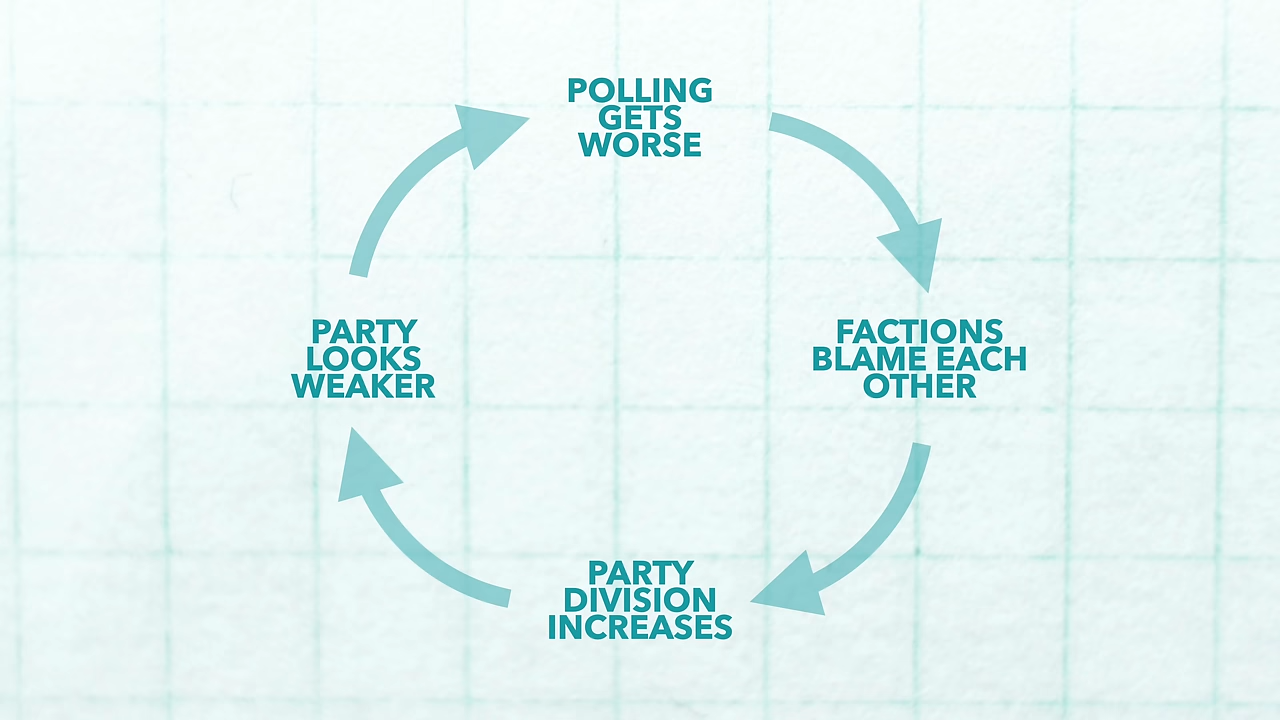 POLLING
GETS
WORSE
FACTIONS
BLAME EACH
OTHER
PARTY
DIVISION
INCREASES
PARTY
LOOKS
WEAKER